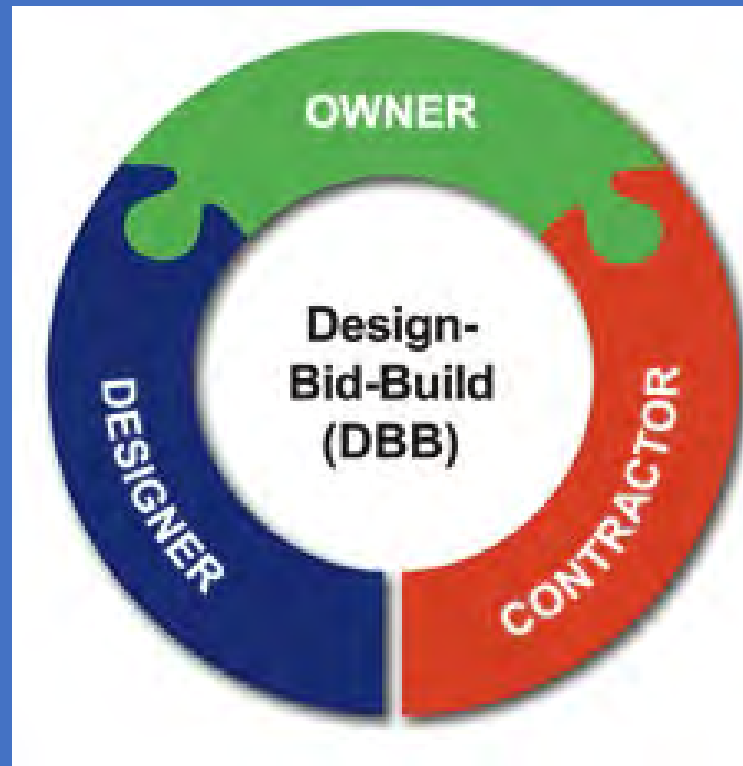 OWNER
Design-
Bid-Build
(DBB)
DESIGNER
CONTRACTOR